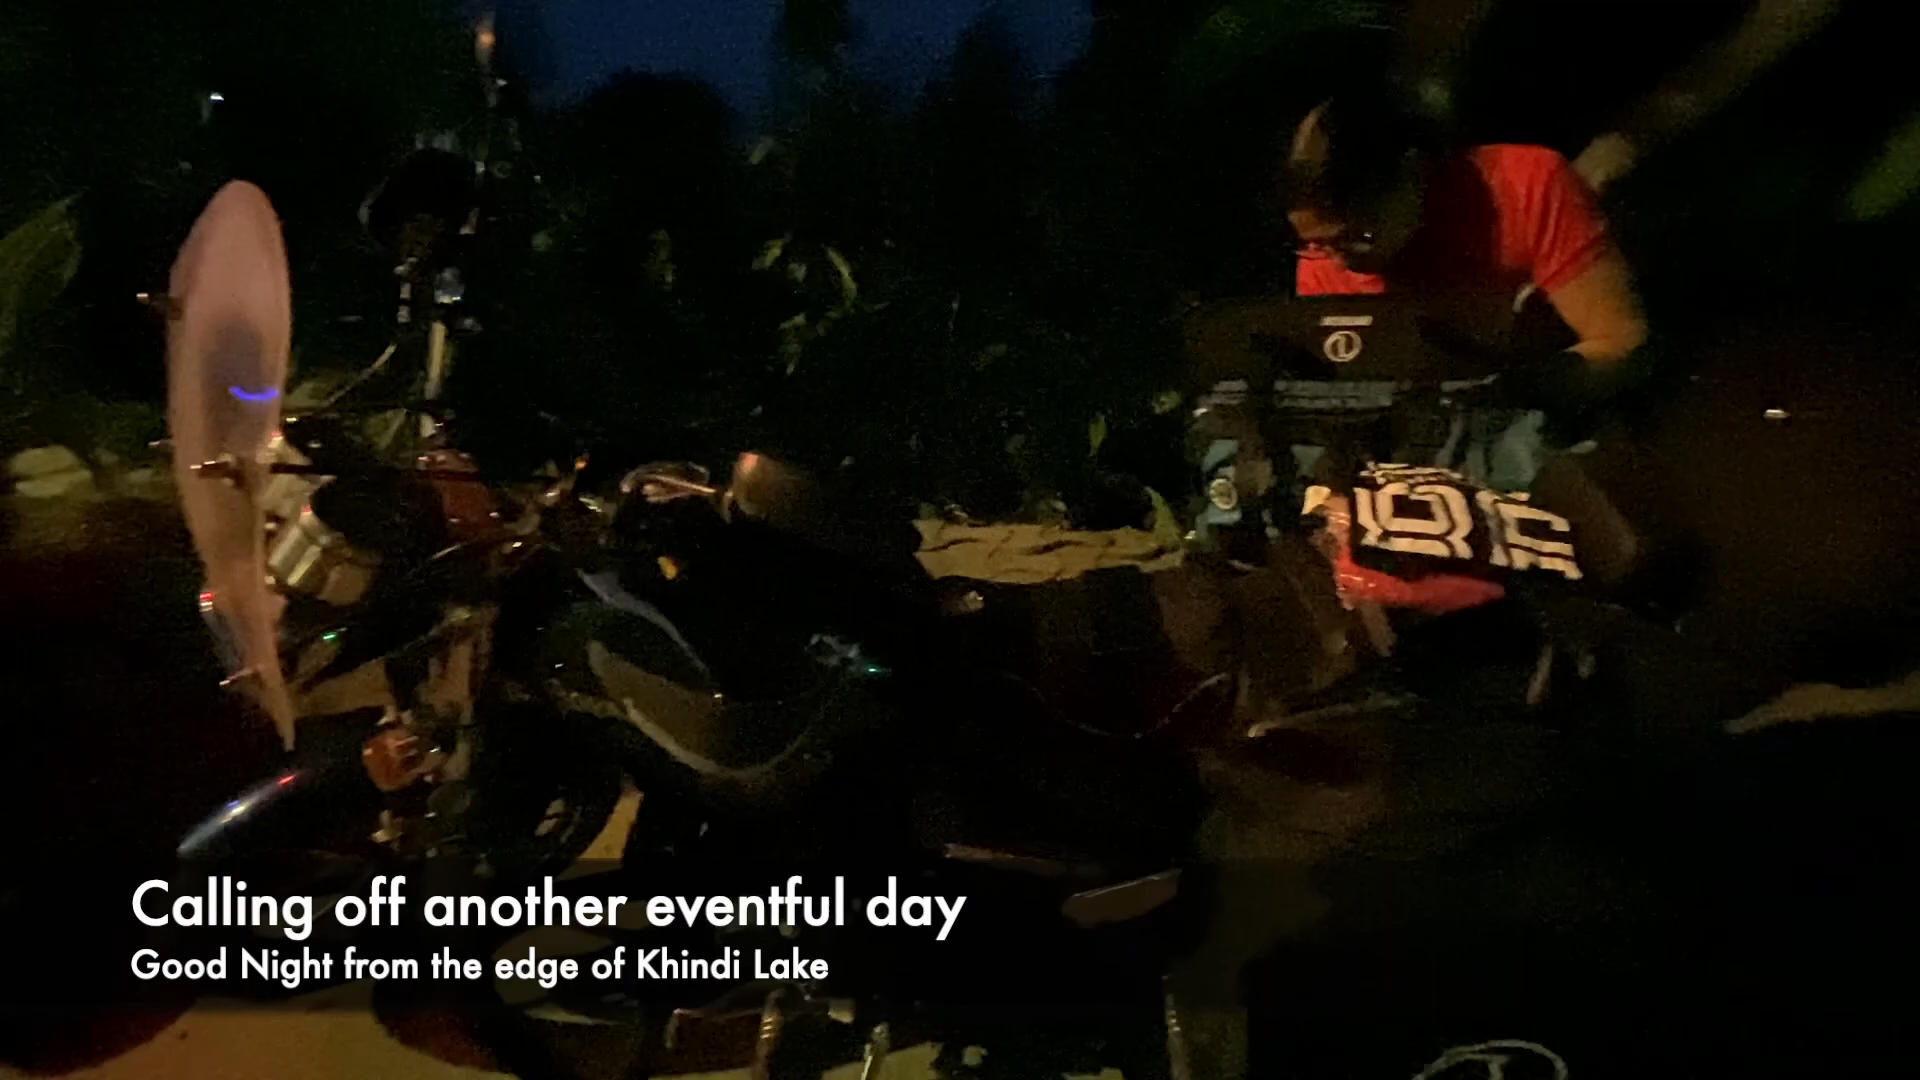 Calling off another eventful day
Good Night from the edge of Khindi Lake